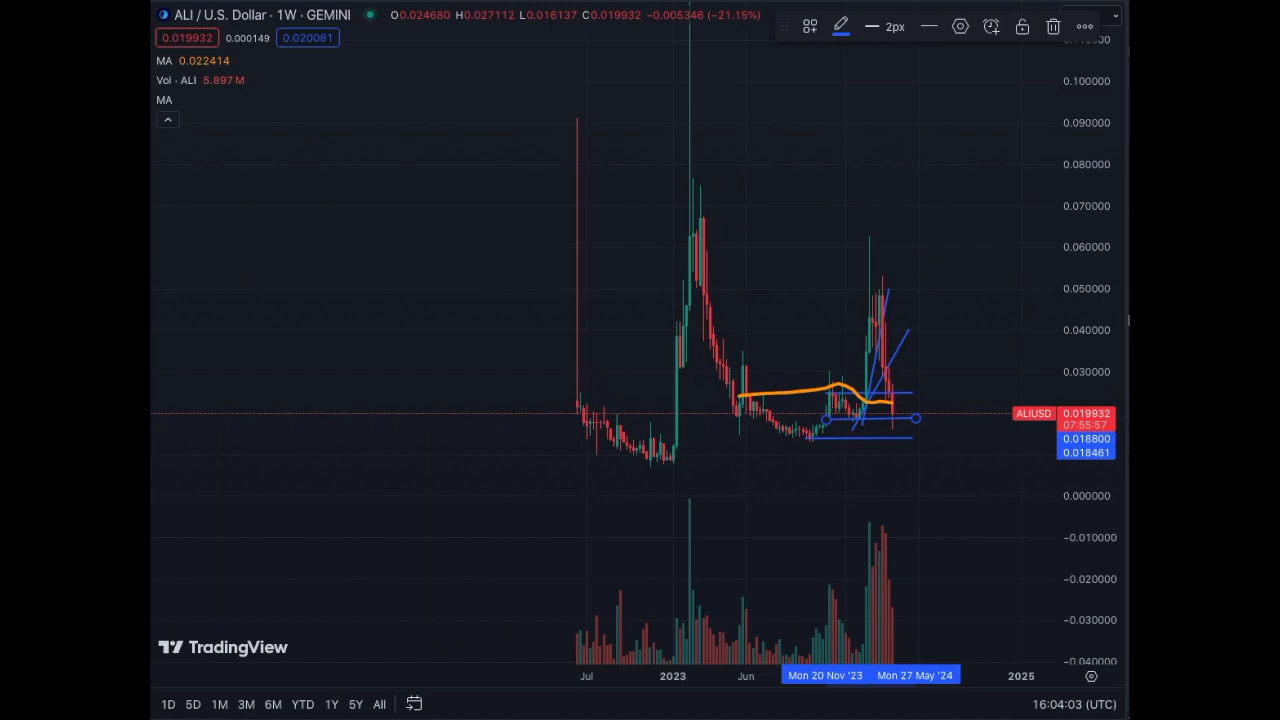 ALI / U.S. Dollar · 1W · GEMINI O0.024680 H0.027112 L0.016137 C0.019932 −0.005346 (−21.15%)
2px
0.019932 0.000149 0.020081
MA 0.022414
Vol · ALI 5.897 M
MA
0.100000
0.090000
0.080000
0.070000
0.060000
0.050000
0.040000
0.030000
ALIUSD 0.019932
07:55:57
0.018800
0.018461
0.000000
−0.010000
−0.020000
−0.030000
−0.040000
TradingView
Jul 2023 Jun Mon 20 Nov '23 Mon 27 May '24 2025
1D 5D 1M 3M 6M YTD 1Y 5Y All 16:04:03 (UTC)